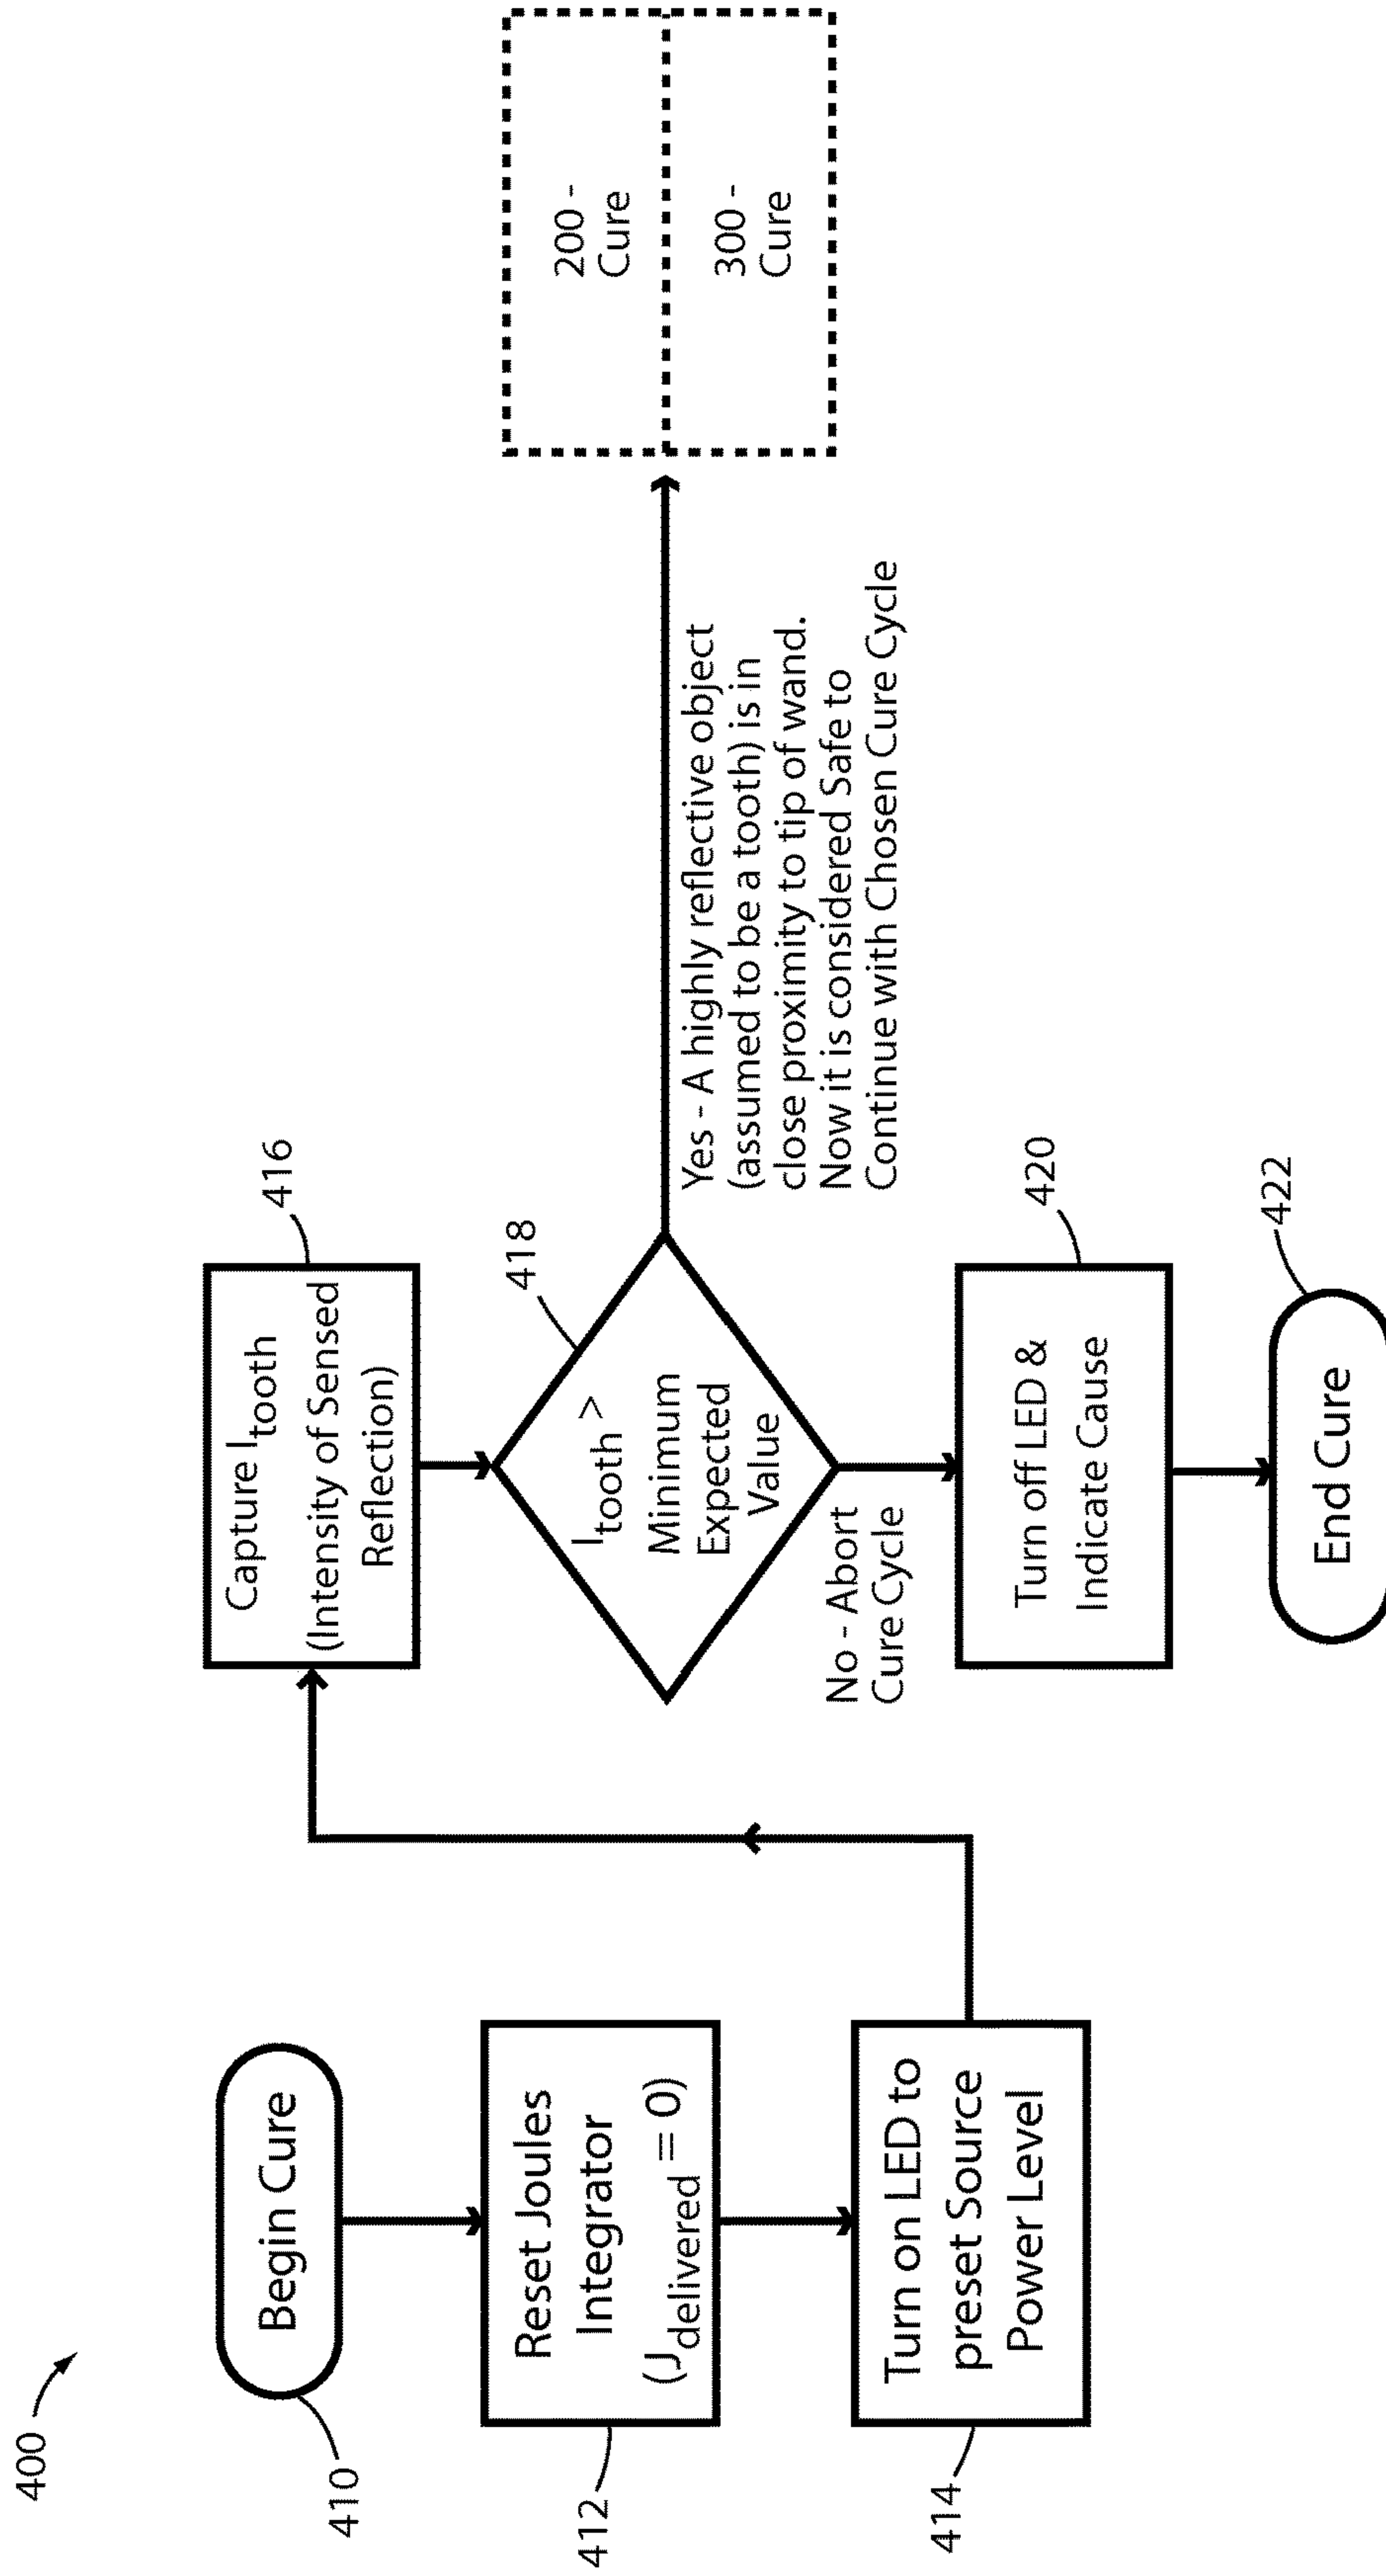 400
410
Begin Cure
412
Reset Joules
Integrator
(Jdelivered = 0)
414
Turn on LED to
preset Source
Power Level
416
Capture Itooth
(Intensity of Sensed
Reflection)
418
Itooth >
Minimum
Expected
Value
Yes - A highly reflective object
(assumed to be a tooth) is in
close proximity to tip of wand.
Now it is considered Safe to
Continue with Chosen Cure Cycle
200 -
Cure
300 -
Cure
No - Abort
Cure Cycle
420
Turn off LED &
Indicate Cause
422
End Cure